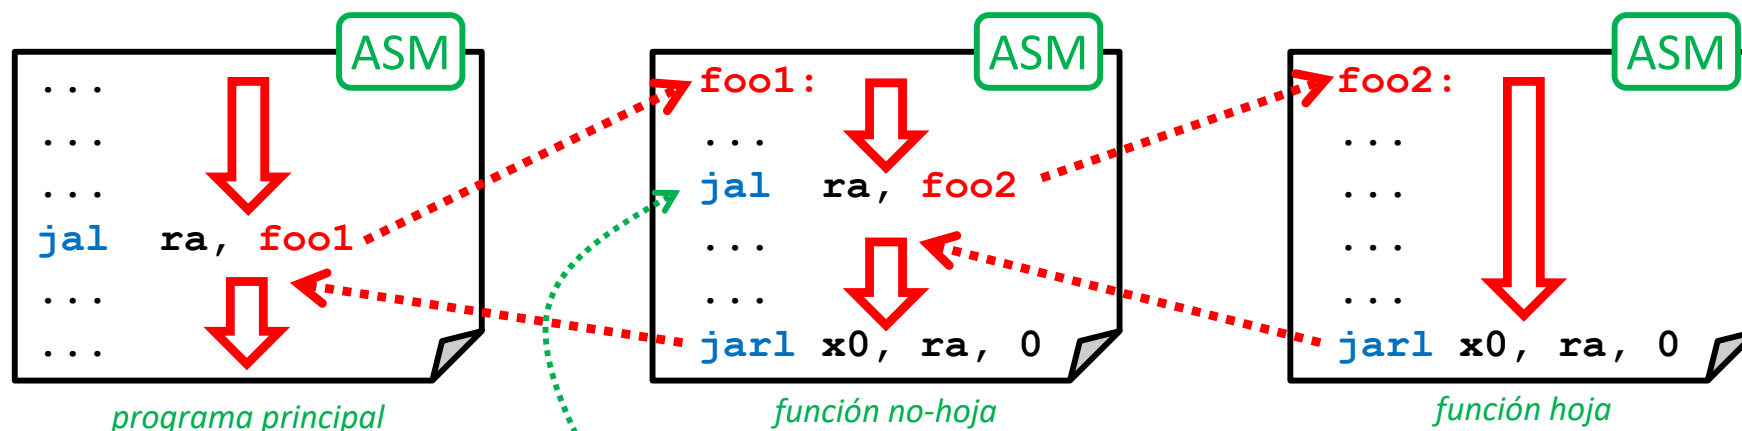 ASM
...
...
...
jal ra, foo1
...
...
programa principal
ASM
foo1:
...
jal ra, foo2
...
...
jarl x0, ra, 0
función no-hoja
ASM
foo2:
...
...
...
...
jarl x0, ra, 0
función hoja